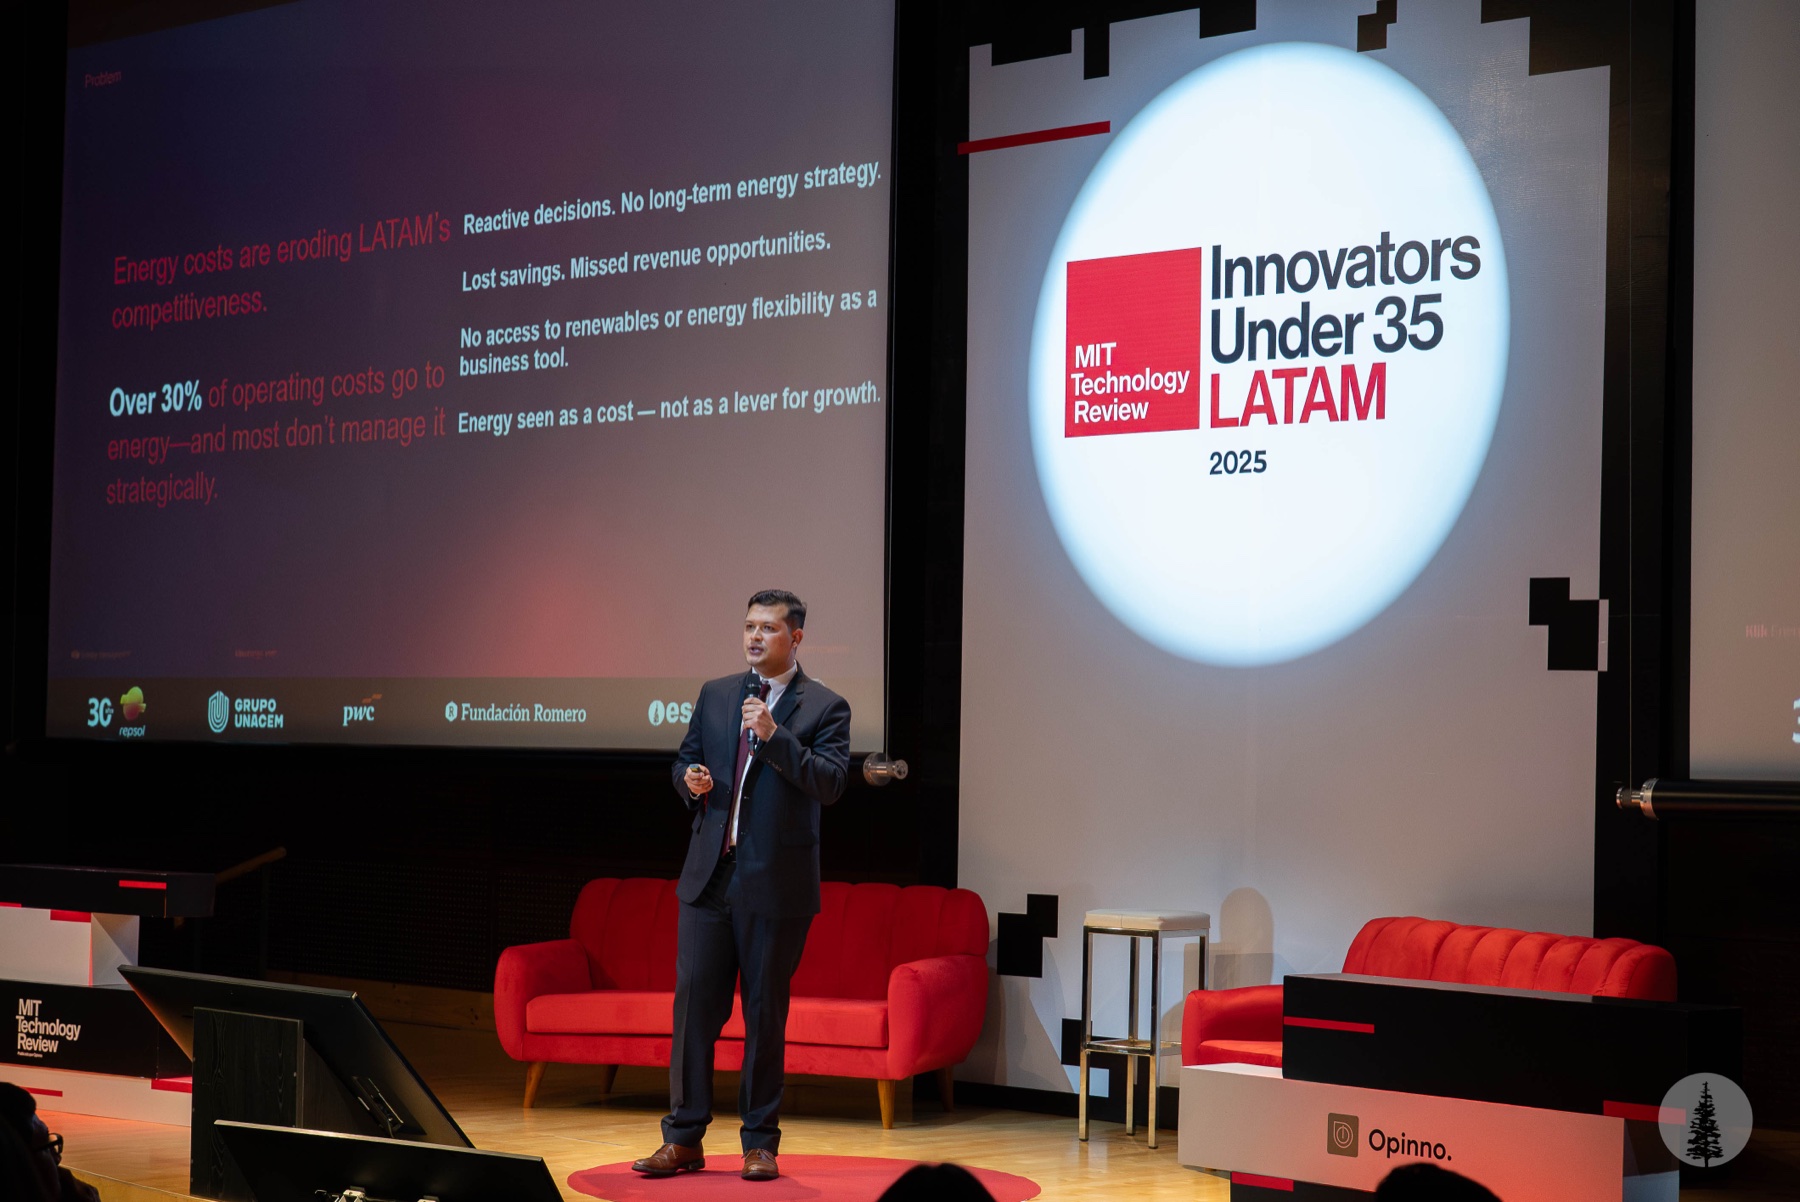 Problem
Energy costs are eroding LATAM's
competitiveness.
Over 30% of operating costs go to
energy—and most don't manage it
strategically.
Reactive decisions. No long-term energy strategy.
Lost savings. Missed revenue opportunities.
No access to renewables or energy flexibility as a
business tool.
Energy seen as a cost — not as a lever for growth.
repsol
GRUPO
UNACEM
pwc
Fundación Romero
es
MIT
Technology
Review
Innovators
Under 35
LATAM
2025
Klik
MIT
Technology
Review
Opinno.